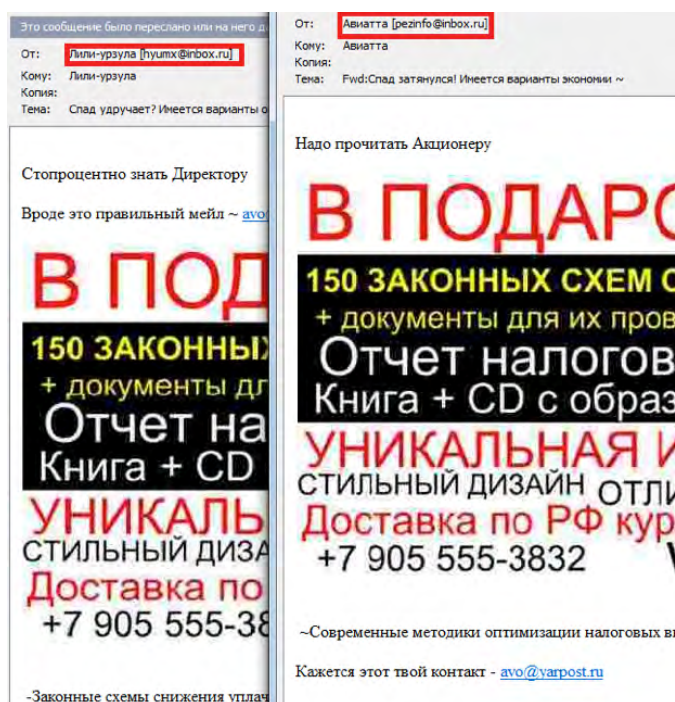 Это сообщение было переслано или на него д
От: Лили-урзула [hyumx@inbox.ru]
Кому: Лили-урзула
Копия:
Тема: Спад удручает? Имеется варианты о
Стопроцентно знать Директору
Вроде это правильный мейл ~ avo
В ПОД
150 ЗАКОННЫ
+ документы дл
Отчет на
Книга + CD
УНИКАЛЬ
СТИЛЬНЫЙ ДИЗА
Доставка по
+7 905 555-38
-Законные схемы снижения уплач
От: Авиатта [pezinfo@inbox.ru]
Кому: Авиатта
Копия:
Тема: Fwd:Спад затянулся! Имеется варианты экономии ~
Надо прочитать Акционеру
В ПОДАРО
150 ЗАКОННЫХ СХЕМ С
+ документы для их пров
Отчет налогов
Книга + CD с образ
УНИКАЛЬНАЯ И
СТИЛЬНЫЙ ДИЗАЙН ОТЛИ
Доставка по РФ кур
+7 905 555-3832
~Современные методики оптимизации налоговых в
Кажется этот твой контакт - avo@yarpost.ru